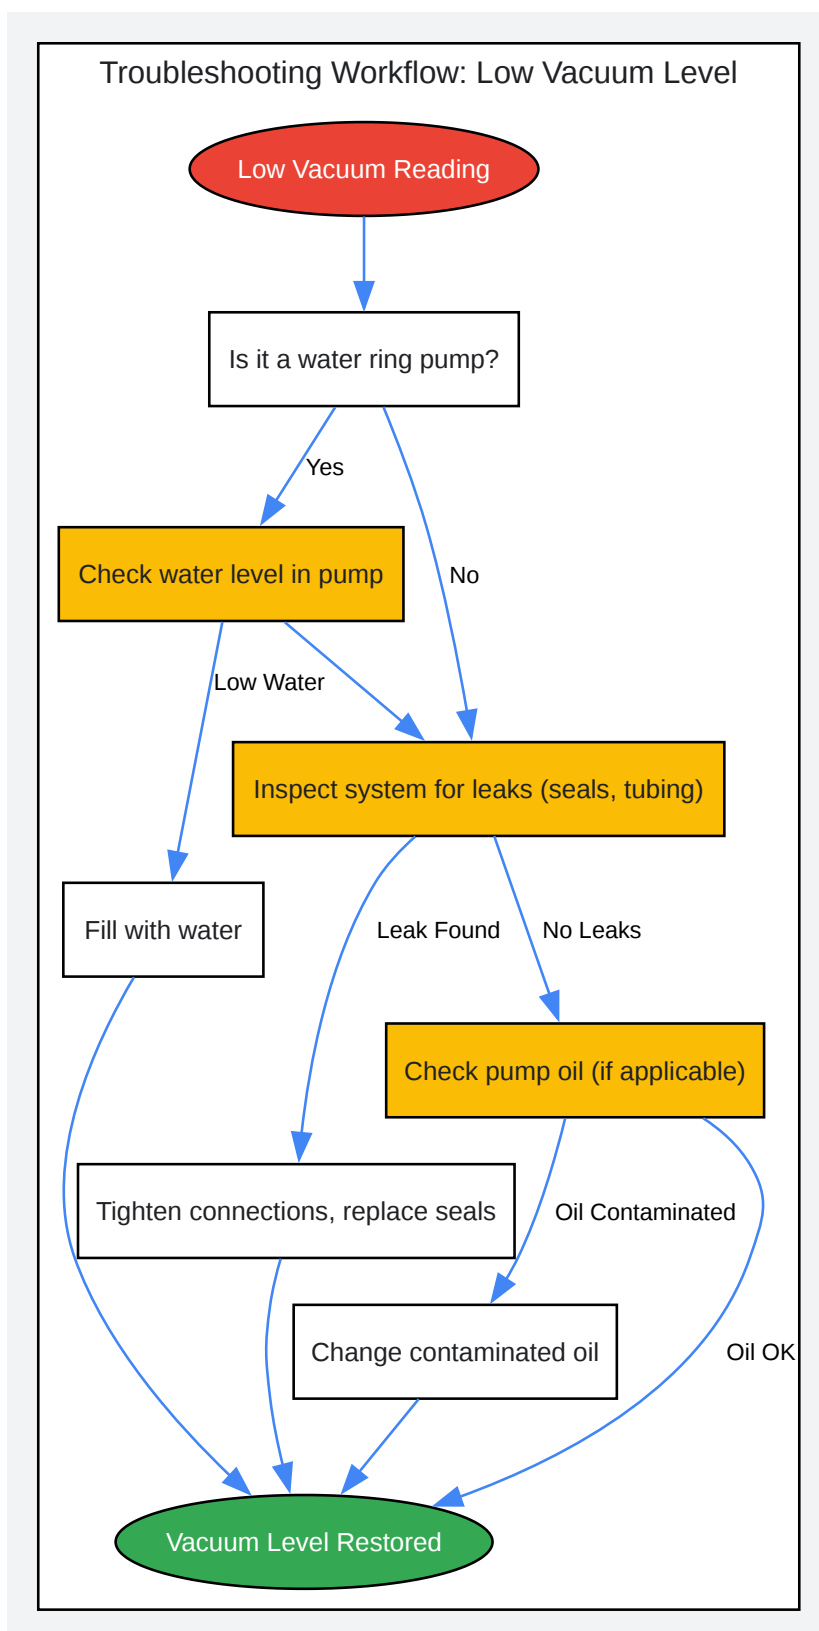 Troubleshooting Workflow: Low Vacuum Level
Low Vacuum Reading
Is it a water ring pump?
Yes
Check water level in pump
No
Low Water
Inspect system for leaks (seals, tubing)
Fill with water
Leak Found
No Leaks
Check pump oil (if applicable)
Tighten connections, replace seals
Oil Contaminated
Change contaminated oil
Oil OK
Vacuum Level Restored